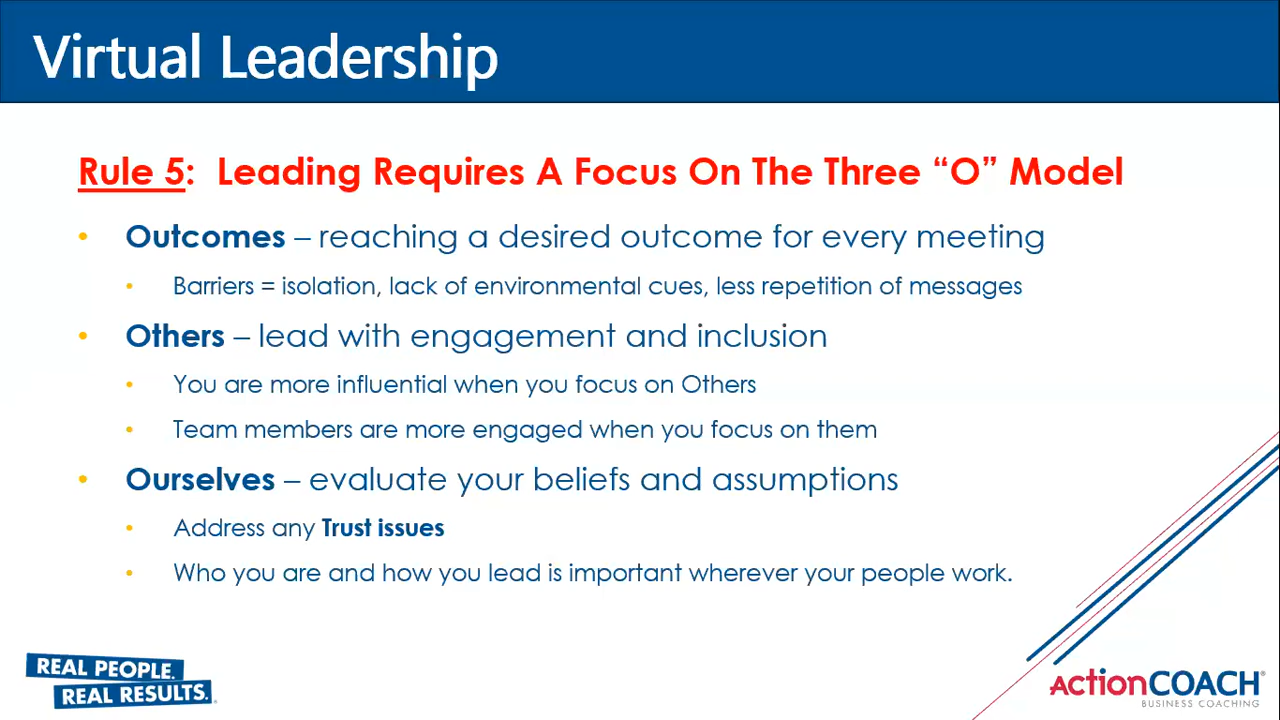 Virtual Leadership
Rule 5: Leading Requires A Focus On The Three “O” Model
• Outcomes – reaching a desired outcome for every meeting
• Barriers = isolation, lack of environmental cues, less repetition of messages
• Others – lead with engagement and inclusion
• You are more influential when you focus on Others
• Team members are more engaged when you focus on them
• Ourselves – evaluate your beliefs and assumptions
• Address any Trust issues
• Who you are and how you lead is important wherever your people work.
REAL PEOPLE.
REAL RESULTS.
ActionCOACH®
BUSINESS COACHING